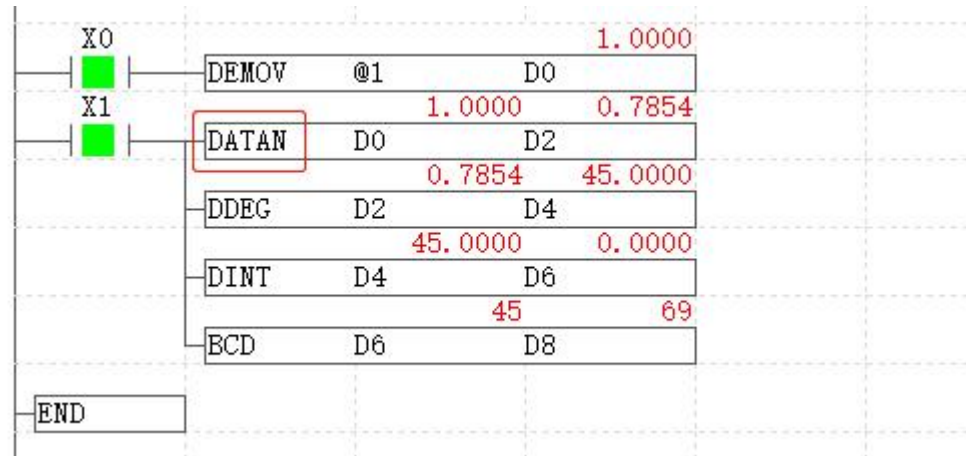 X0 1.0000
DEMOV @1 D0
X1 1.0000 0.7854
DATAN D0 D2
0.7854 45.0000
DDEG D2 D4
45.0000 0.0000
DINT D4 D6
45 69
BCD D6 D8
END